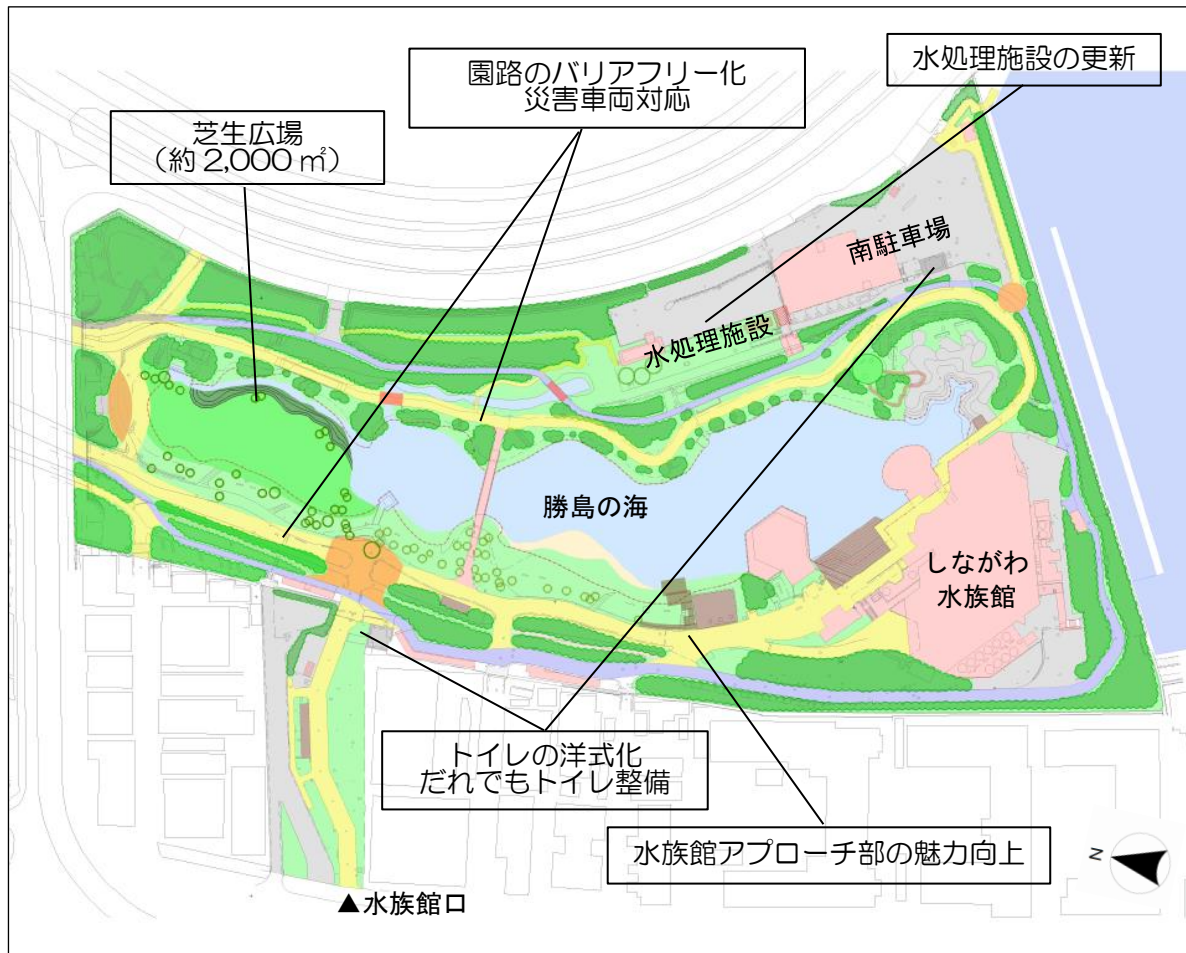 園路のバリアフリー化
災害車両対応
水処理施設の更新
芝生広場
(約 2,000 ㎡)
南駐車場
水処理施設
勝島の海
しながわ
水族館
トイレの洋式化
だれでもトイレ整備
水族館アプローチ部の魅力向上
N
▲水族館口